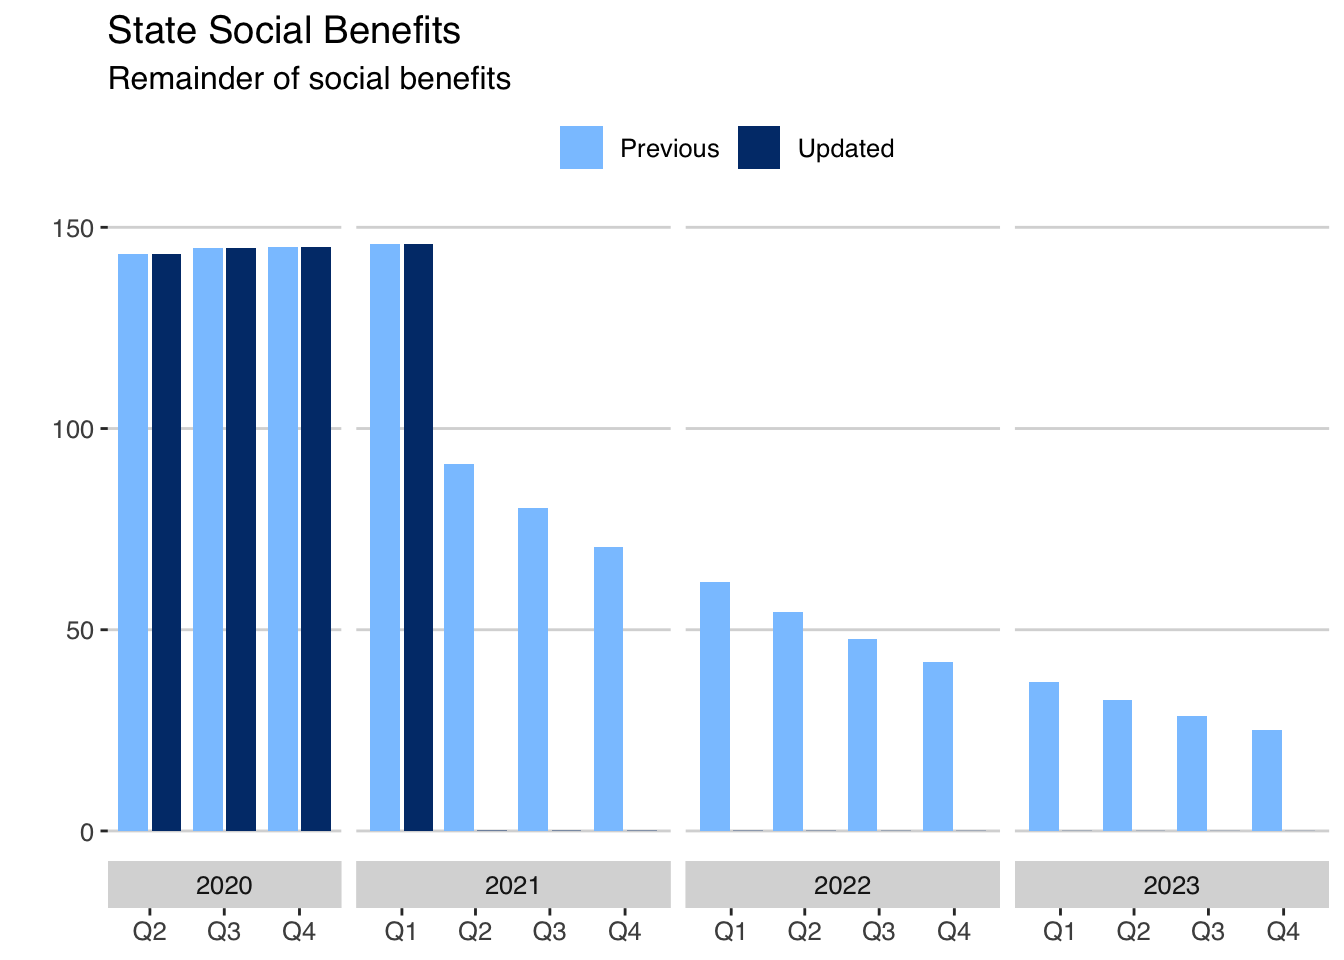 State Social Benefits
Remainder of social benefits
Previous Updated
150
100
50
0
2020 2021 2022 2023
Q2 Q3 Q4 Q1 Q2 Q3 Q4 Q1 Q2 Q3 Q4 Q1 Q2 Q3 Q4